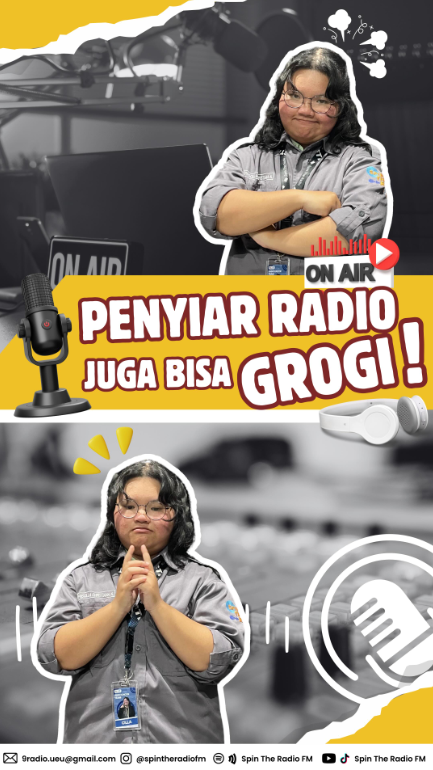 ON AIR
ON AIR
PENYIAR RADIO
JUGA BISA GROGI!
CILLA
9radio.ueu@gmail.com @spintheradiofm Spin The Radio FM Spin The Radio FM